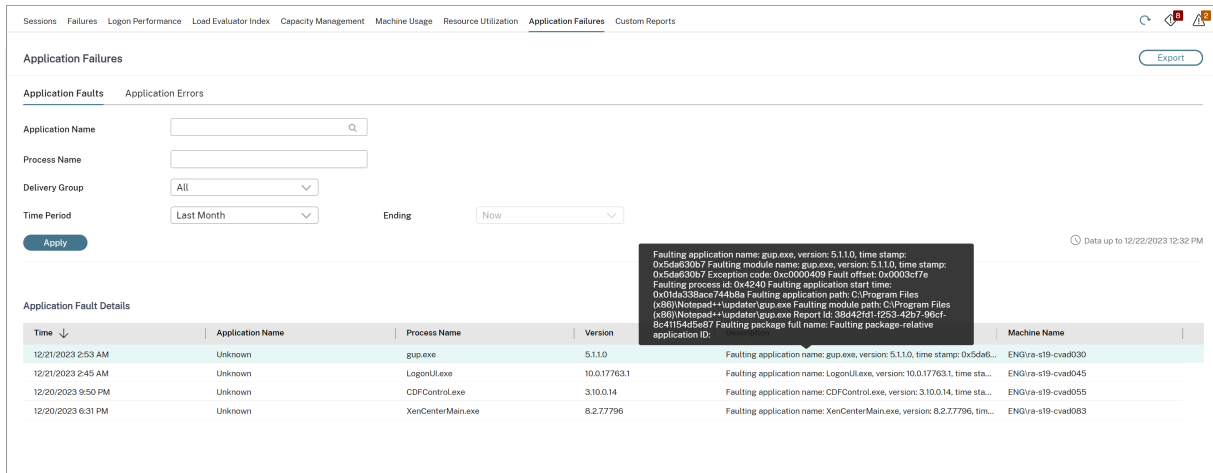 Sessions Failures Logon Performance Load Evaluator Index Capacity Management Machine Usage Resource Utilization Application Failures Custom Reports 8 2
Application Failures Export
Application Faults Application Errors
Application Name
Process Name
Delivery Group All
Time Period Last Month Ending Now
Apply Data up to 12/22/2023 12:32 PM
Faulting application name: gup.exe, version: 5.1.1.0, time stamp:
0x5da630b7 Faulting module name: gup.exe, version: 5.1.1.0, time stamp:
0x5da630b7 Exception code: 0xc0000409 Fault offset: 0x0003cf7e
Faulting process id: 0x4240 Faulting application start time:
0x01da338ace744b8a Faulting application path: C:\Program Files
(x86)\Notepad++\updater\gup.exe Faulting module path: C:\Program Files
(x86)\Notepad++\updater\gup.exe Report Id: 38d42fd1-f253-42b7-96cf-
8c41154d5e87 Faulting package full name: Faulting package-relative
application ID:
Application Fault Details
Time Application Name Process Name Version Machine Name
12/21/2023 2:53 AM Unknown gup.exe 5.1.1.0 Faulting application name: gup.exe, version: 5.1.1.0, time stamp: 0x5da6... ENG\ra-s19-cvad030
12/21/2023 2:45 AM Unknown LogonUI.exe 10.0.17763.1 Faulting application name: LogonUI.exe, version: 10.0.17763.1, time sta... ENG\ra-s19-cvad045
12/20/2023 9:50 PM Unknown CDFControl.exe 3.10.0.14 Faulting application name: CDFControl.exe, version: 3.10.0.14, time sta... ENG\ra-s19-cvad055
12/20/2023 6:31 PM Unknown XenCenterMain.exe 8.2.7.7796 Faulting application name: XenCenterMain.exe, version: 8.2.7.7796, tim... ENG\ra-s19-cvad083